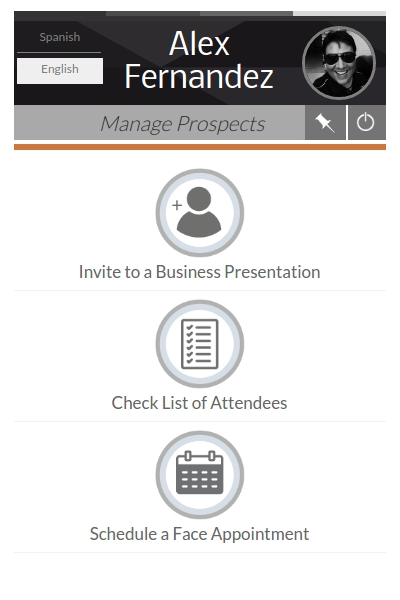 Spanish
English
Alex
Fernandez
Manage Prospects
Invite to a Business Presentation
Check List of Attendees
Schedule a Face Appointment